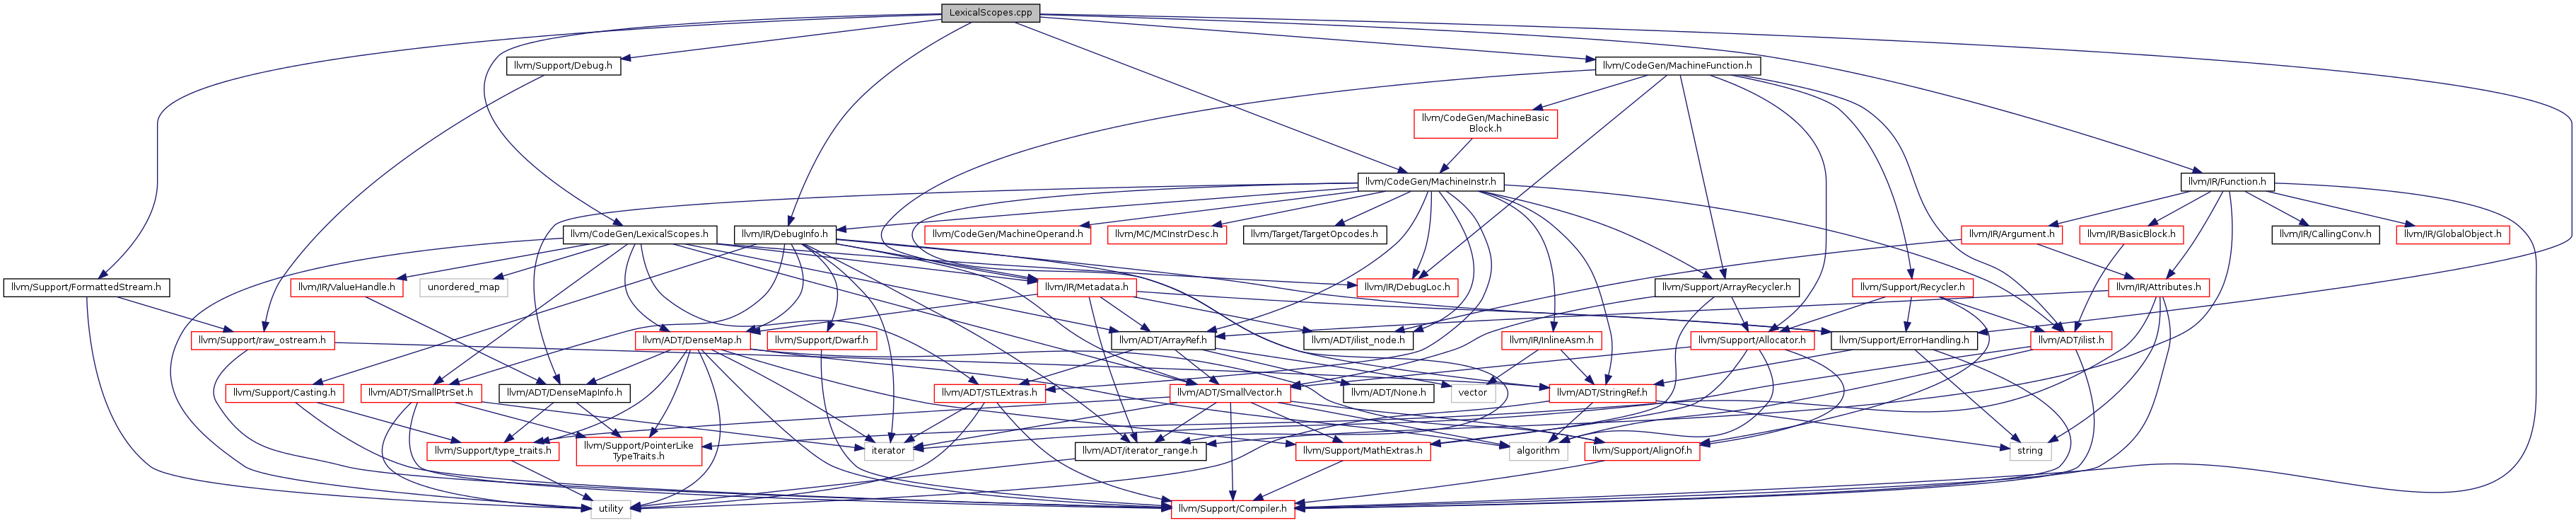 LexicalScopes.cpp
llvm/Support/Debug.h
llvm/CodeGen/MachineFunction.h
llvm/CodeGen/MachineBasic
Block.h
llvm/CodeGen/MachineInstr.h
llvm/IR/Function.h
llvm/CodeGen/LexicalScopes.h
llvm/IR/DebugInfo.h
llvm/CodeGen/MachineOperand.h
llvm/MC/MCInstrDesc.h
llvm/Target/TargetOpcodes.h
llvm/IR/Argument.h
llvm/IR/BasicBlock.h
llvm/IR/CallingConv.h
llvm/IR/GlobalObject.h
llvm/Support/FormattedStream.h
llvm/IR/ValueHandle.h
unordered_map
llvm/IR/Metadata.h
llvm/IR/DebugLoc.h
llvm/Support/ArrayRecycler.h
llvm/Support/Recycler.h
llvm/IR/Attributes.h
llvm/Support/raw_ostream.h
llvm/ADT/DenseMap.h
llvm/Support/Dwarf.h
llvm/ADT/ArrayRef.h
llvm/ADT/ilist_node.h
llvm/IR/InlineAsm.h
llvm/Support/Allocator.h
llvm/Support/ErrorHandling.h
llvm/ADT/ilist.h
llvm/Support/Casting.h
llvm/ADT/SmallPtrSet.h
llvm/ADT/DenseMapInfo.h
llvm/ADT/STLExtras.h
llvm/ADT/SmallVector.h
llvm/ADT/None.h
vector
llvm/ADT/StringRef.h
llvm/Support/type_traits.h
llvm/Support/PointerLike
TypeTraits.h
iterator
llvm/ADT/iterator_range.h
llvm/Support/MathExtras.h
algorithm
llvm/Support/AlignOf.h
string
utility
llvm/Support/Compiler.h